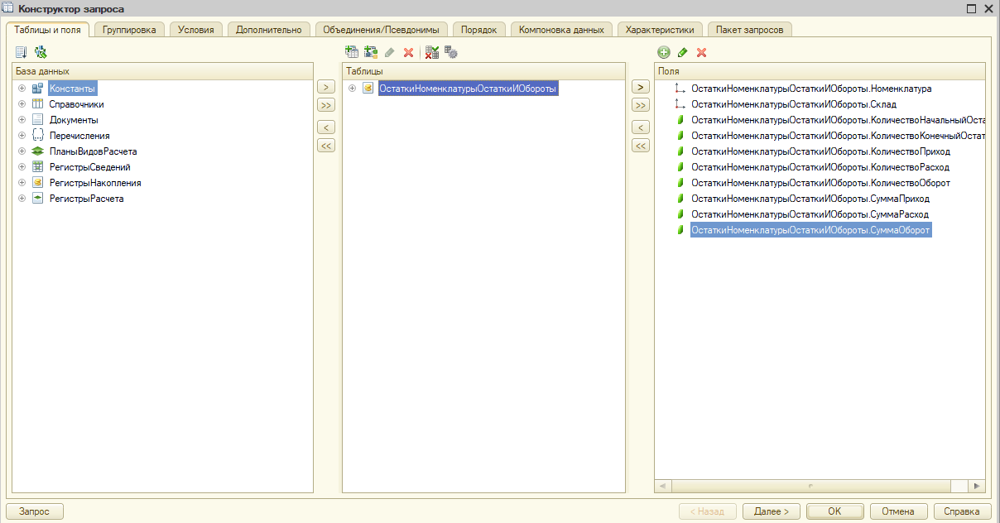 Конструктор запроса
Таблицы и поля Группировка Условия Дополнительно Объединения/Псевдонимы Порядок Компоновка данных Характеристики Пакет запросов
База данных
Константы
Справочники
Документы
Перечисления
ПланыВидовРасчета
РегистрыСведений
РегистрыНакопления
РегистрыРасчета
>
>>
<
<<
Таблицы
ОстаткиНоменклатурыОстаткиИОбороты
>
>>
<
<<
Поля
ОстаткиНоменклатурыОстаткиИОбороты.Номенклатура
ОстаткиНоменклатурыОстаткиИОбороты.Склад
ОстаткиНоменклатурыОстаткиИОбороты.КоличествоНачальныйОста
ОстаткиНоменклатурыОстаткиИОбороты.КоличествоКонечныйОстат
ОстаткиНоменклатурыОстаткиИОбороты.КоличествоПриход
ОстаткиНоменклатурыОстаткиИОбороты.КоличествоРасход
ОстаткиНоменклатурыОстаткиИОбороты.КоличествоОборот
ОстаткиНоменклатурыОстаткиИОбороты.СуммаПриход
ОстаткиНоменклатурыОстаткиИОбороты.СуммаРасход
ОстаткиНоменклатурыОстаткиИОбороты.СуммаОборот
Запрос < Назад Далее > OK Отмена Справка